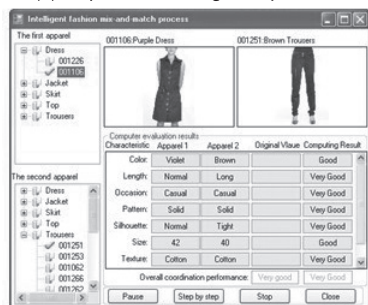 Intelligent fashion mix-and-match process
The first apparel
Dress
001226
001106
Jacket
Skirt
Top
Trousers
The second apparel
Dress
Jacket
Skirt
Top
Trousers
001251
001253
001062
001266
001262
001106:Purple Dress
001251:Brown Trousers
Computer evaluation results
Characteristic Apparel 1 Apparel 2 Original Vlaue Computing Result
Color: Violet Brown Good
Length: Normal Long Very Good
Occasion: Casual Casual Very Good
Pattern: Solid Solid Very Good
Silhouette: Normal Tight Very Good
Size: 42 40 Good
Texture: Cotton Cotton Very Good
Overall coordination performance: Very good Very Good
Pause Step by step Stop Close